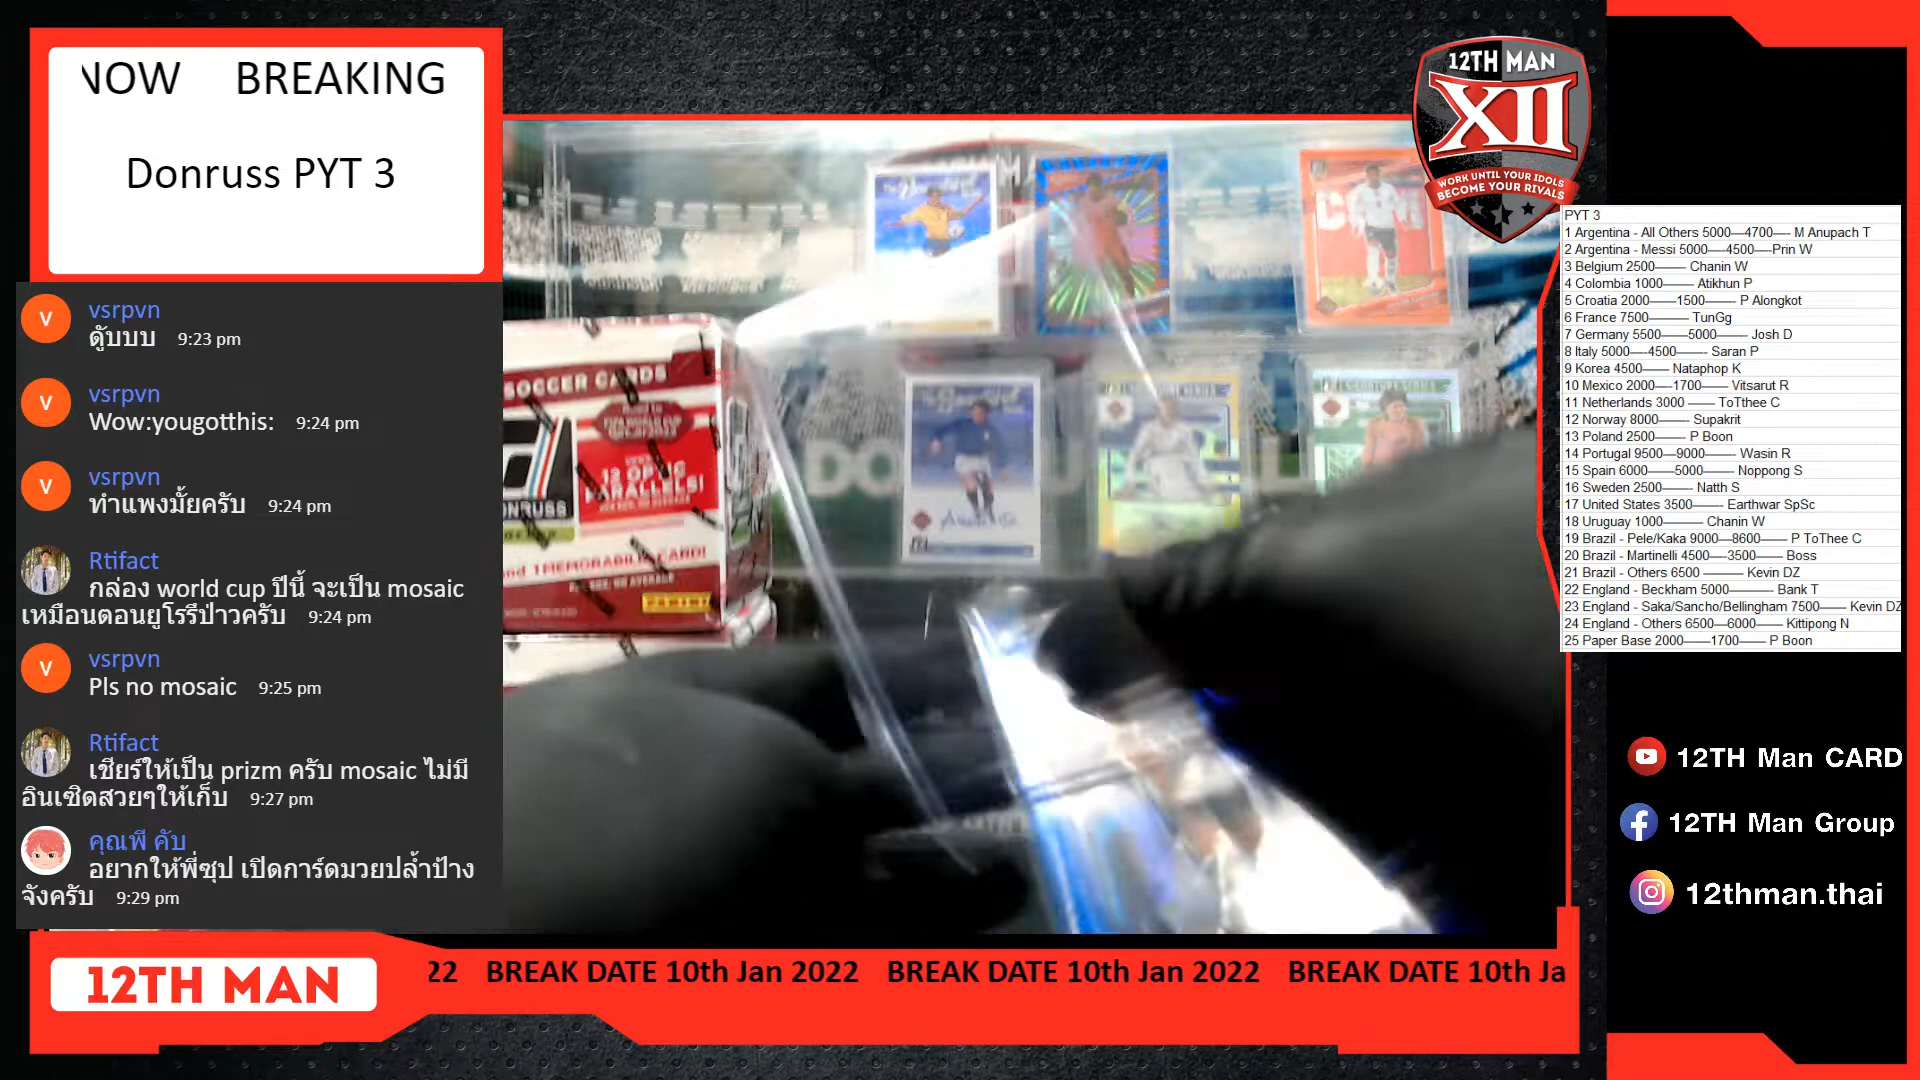 NOW BREAKING
Donruss PYT 3
vsrpvn
ดู้บบบ 9:23 pm
vsrpvn
Wow:yougotthis: 9:24 pm
vsrpvn
ทำแพงมั้ยครับ 9:24 pm
Rtifact
กล่อง world cup ปีนี้ จะเป็น mosaic
เหมือนตอนยูโรรึป่าวครับ 9:24 pm
vsrpvn
Pls no mosaic 9:25 pm
Rtifact
เชียร์ให้เป็น prizm ครับ mosaic ไม่มี
อินเซิดสวยๆให้เก็บ 9:27 pm
คุณพี คับ
อยากให้พี่ซุป เปิดการ์ดมวยปล้ำป้าง
จังครับ 9:29 pm
SOCCER CARDS
12 OPTIC
PARALLELS!
PANINI
12TH MAN
XII
WORK UNTIL YOUR IDOLS
BECOME YOUR RIVALS
PYT 3
1 Argentina - All Others 5000—4700—- M Anupach T
2 Argentina - Messi 5000—-4500—-Prin W
3 Belgium 2500——- Chanin W
4 Colombia 1000——- Atikhun P
5 Croatia 2000——1500——- P Alongkot
6 France 7500——- TunGg
7 Germany 5500——5000——- Josh D
8 Italy 5000—-4500——- Saran P
9 Korea 4500—— Nataphop K
10 Mexico 2000—-1700—— Vitsarut R
11 Netherlands 3000 —— ToTthee C
12 Norway 8000——- Supakrit
13 Poland 2500——- P Boon
14 Portugal 9500—9000——- Wasin R
15 Spain 6000——5000——- Noppong S
16 Sweden 2500——- Natth S
17 United States 3500——- Earthwar SpSc
18 Uruguay 1000——— Chanin W
19 Brazil - Pele/Kaka 9000—8600—— P ToThee C
20 Brazil - Martinelli 4500—-3500—— Boss
21 Brazil - Others 6500 ——— Kevin DZ
22 England - Beckham 5000———- Bank T
23 England - Saka/Sancho/Bellingham 7500—— Kevin DZ
24 England - Others 6500—6000—— Kittipong N
25 Paper Base 2000——1700—— P Boon
12TH Man CARD
12TH Man Group
12thman.thai
12TH MAN
22 BREAK DATE 10th Jan 2022 BREAK DATE 10th Jan 2022 BREAK DATE 10th Ja